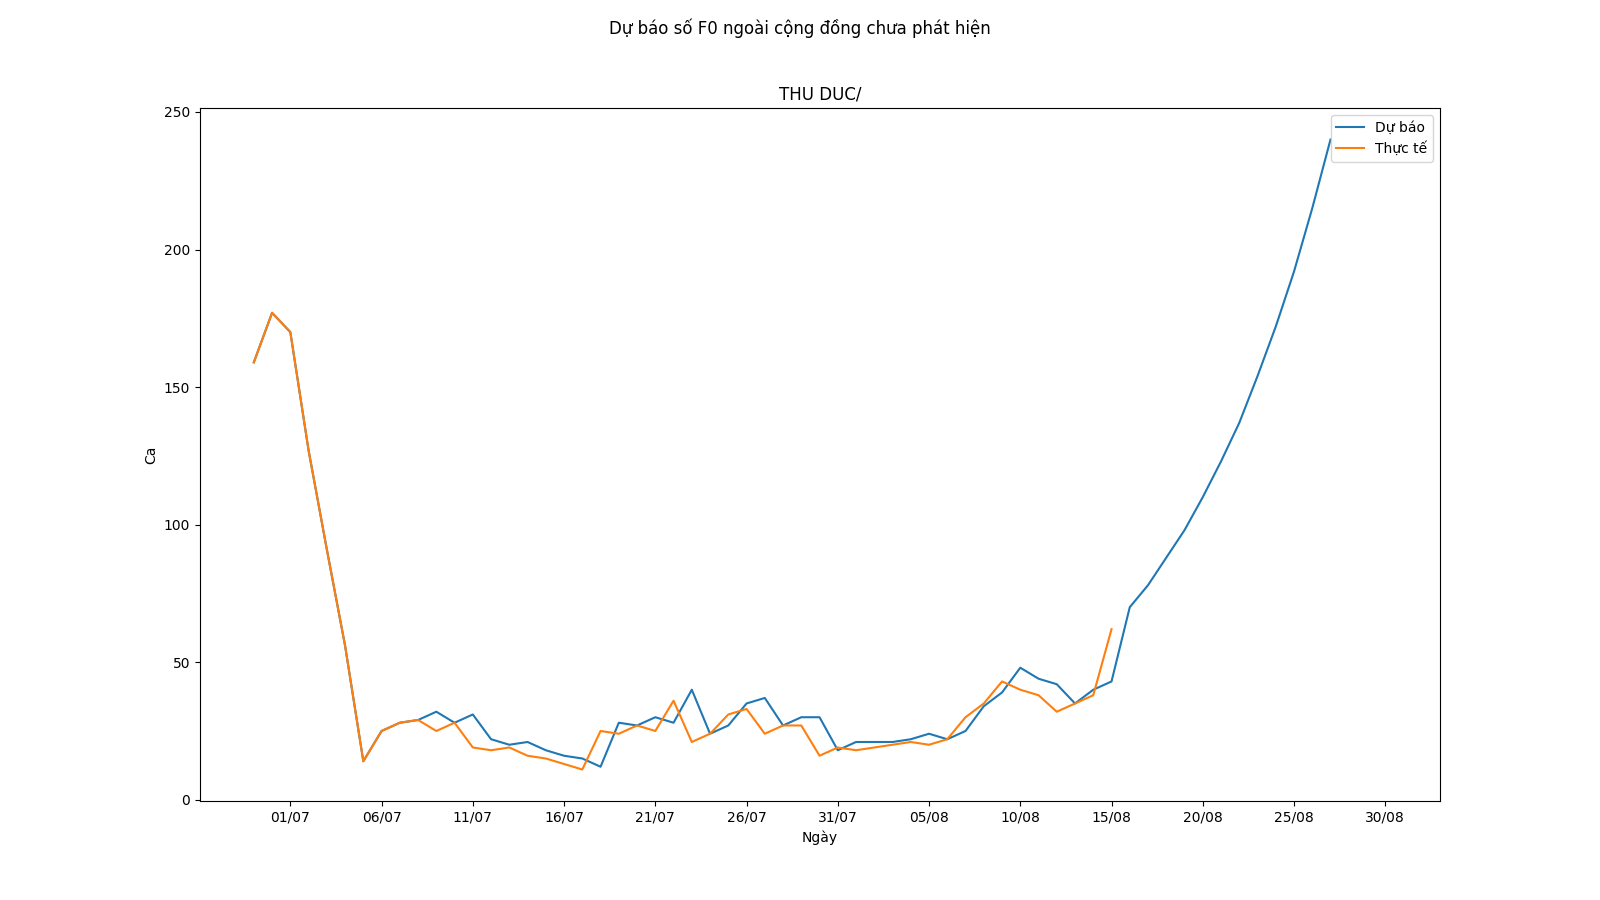 Dự báo số F0 ngoài cộng đồng chưa phát hiện
THU DUC/
250
200
150
100
50
0
Ca
Dự báo
Thực tế
01/07 06/07 11/07 16/07 21/07 26/07 31/07 05/08 10/08 15/08 20/08 25/08 30/08
Ngày